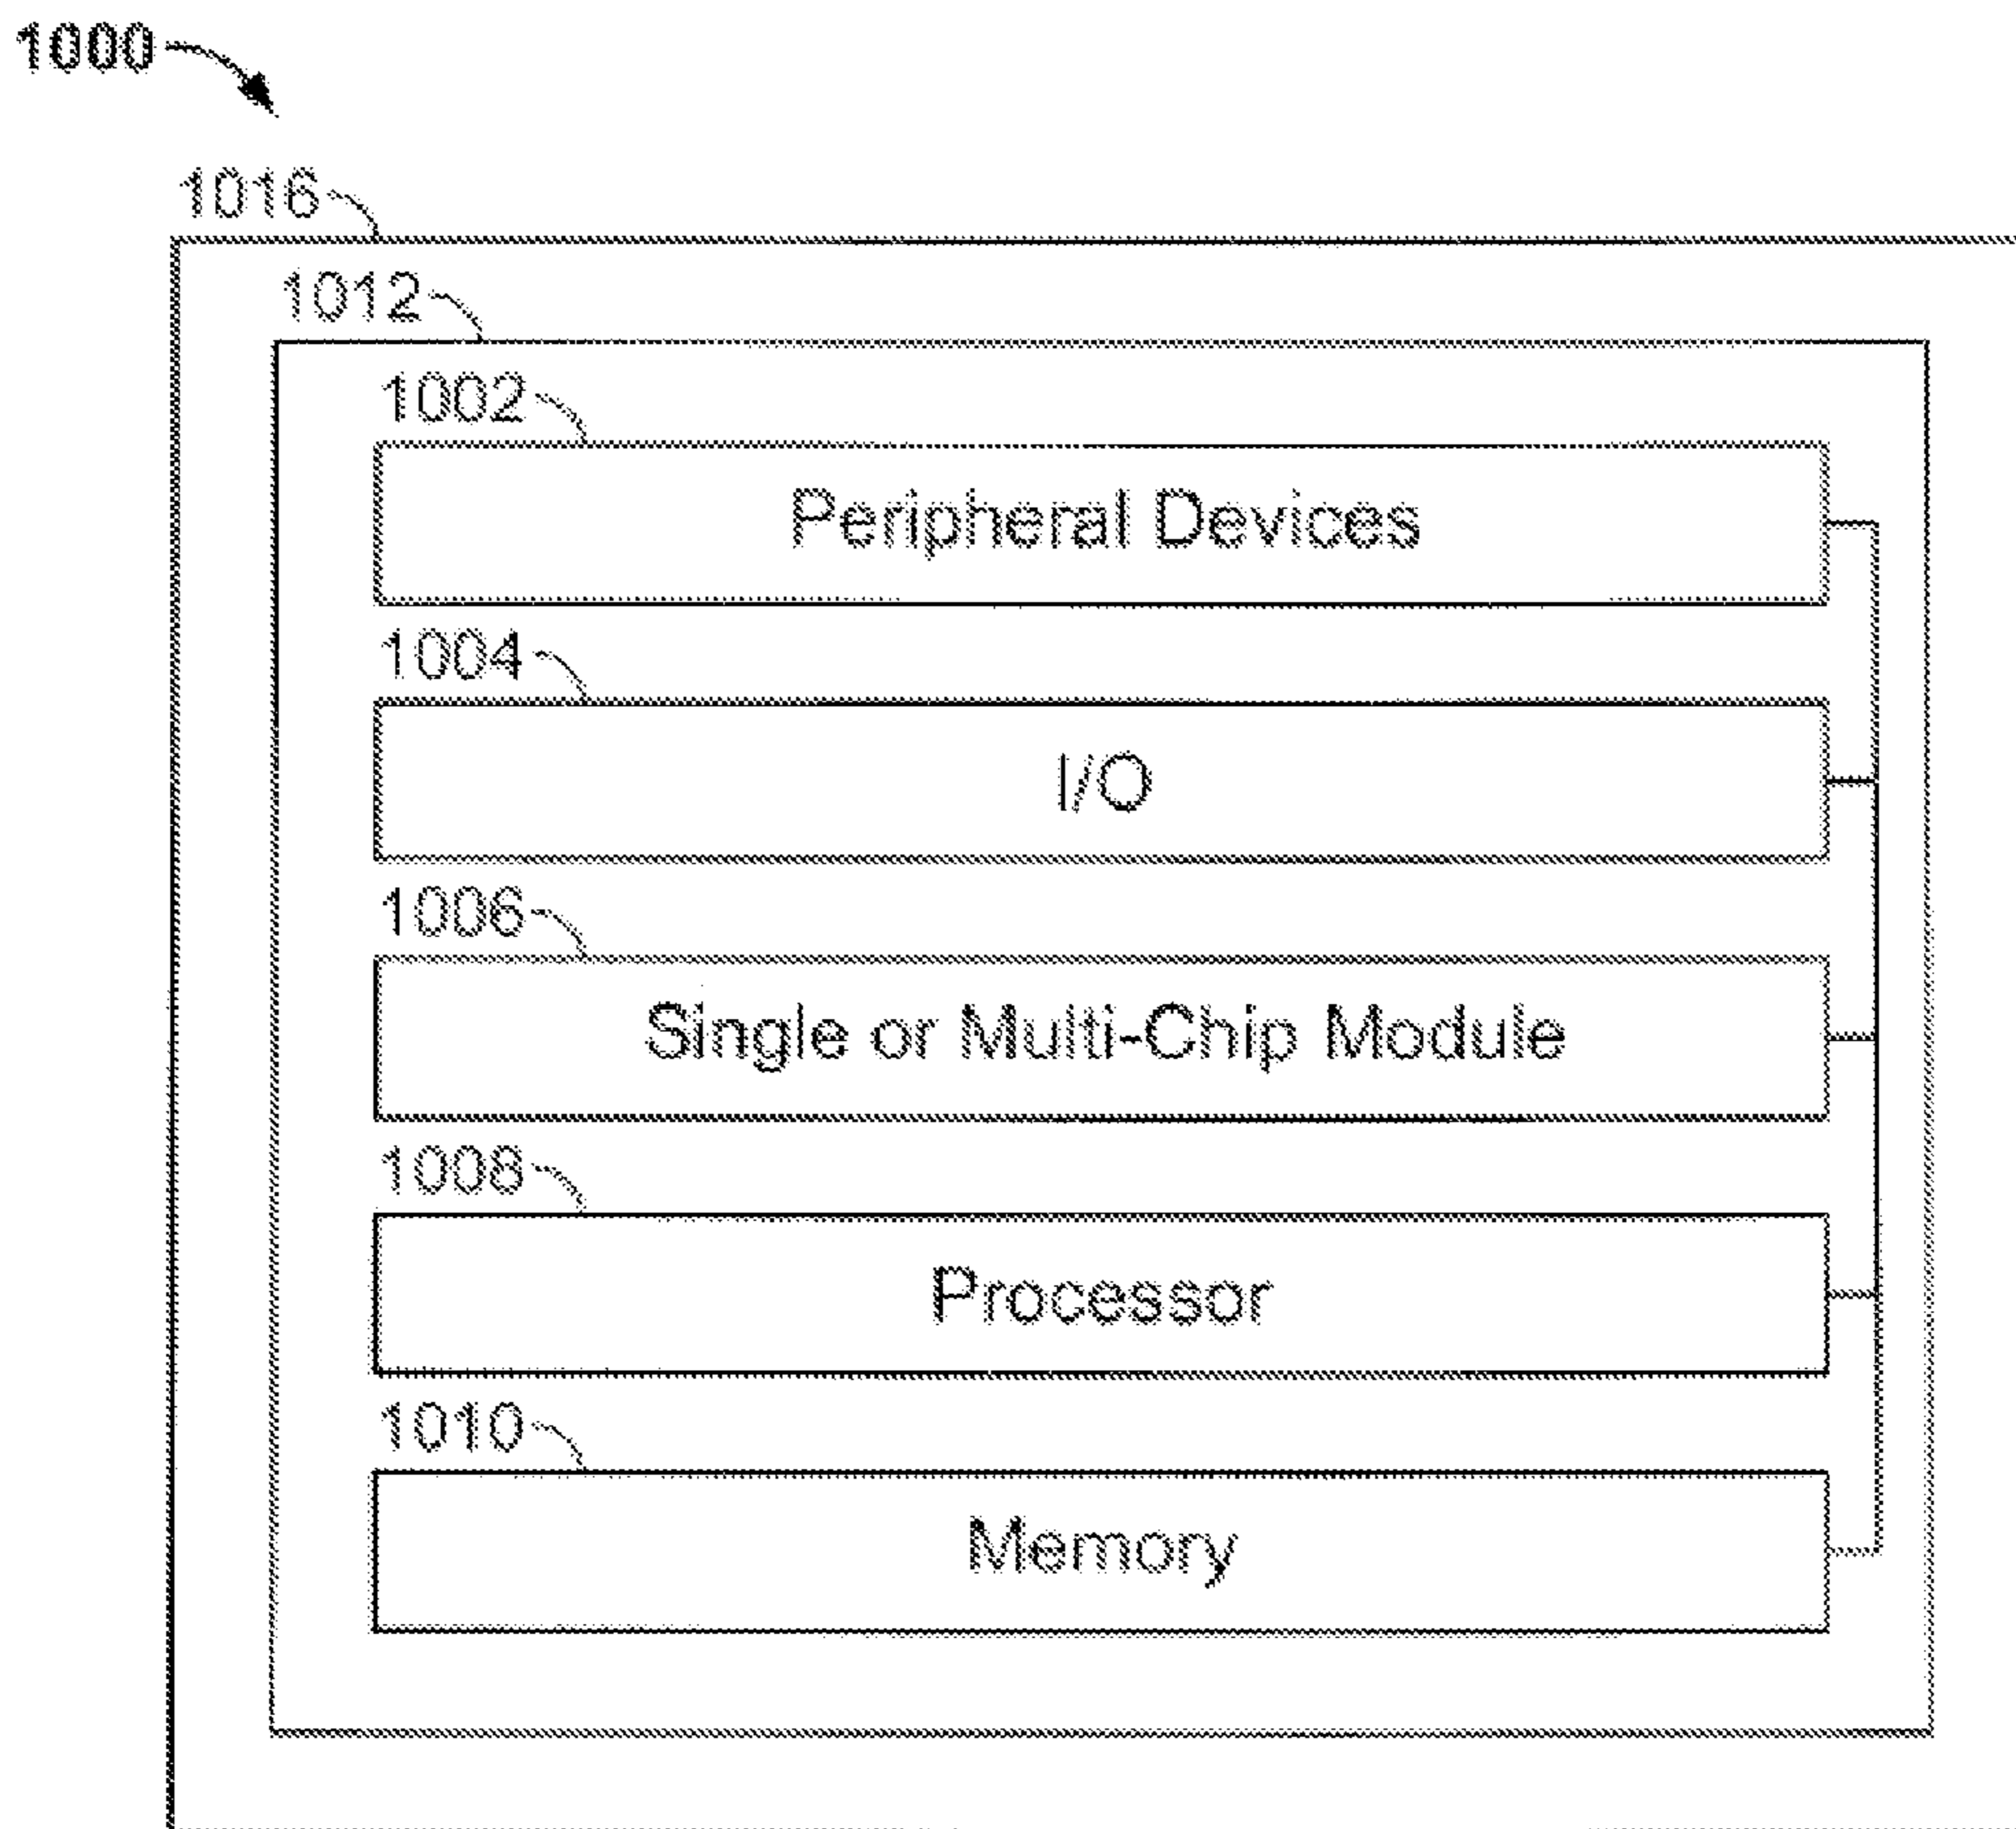 1000
1016
1012
1002
Peripheral Devices
1004
I/O
1006
Single or Multi-Chip Module
1008
Processor
1010
Memory